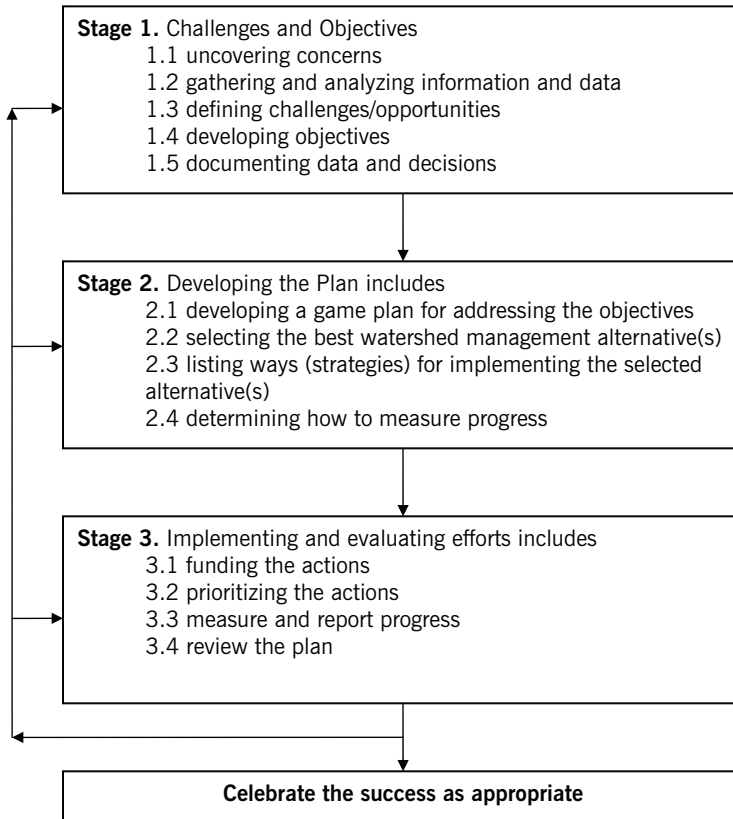 Stage 1. Challenges and Objectives
1.1 uncovering concerns
1.2 gathering and analyzing information and data
1.3 defining challenges/opportunities
1.4 developing objectives
1.5 documenting data and decisions
Stage 2. Developing the Plan includes
2.1 developing a game plan for addressing the objectives
2.2 selecting the best watershed management alternative(s)
2.3 listing ways (strategies) for implementing the selected
alternative(s)
2.4 determining how to measure progress
Stage 3. Implementing and evaluating efforts includes
3.1 funding the actions
3.2 prioritizing the actions
3.3 measure and report progress
3.4 review the plan
Celebrate the success as appropriate